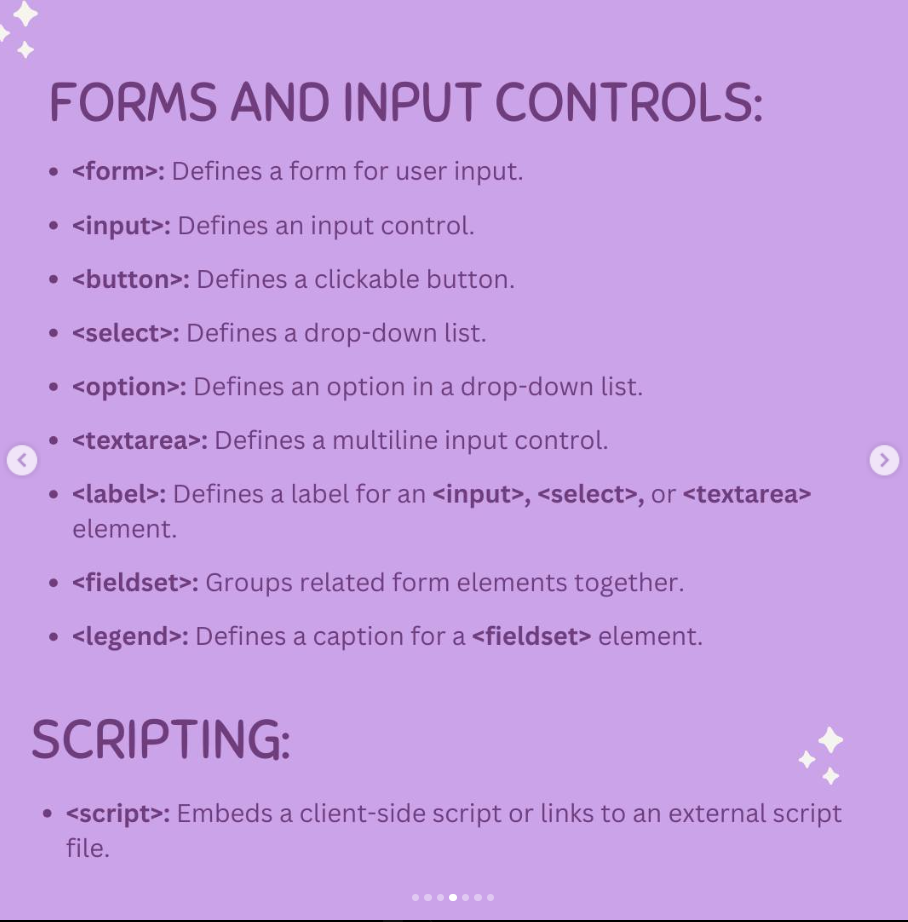 FORMS AND INPUT CONTROLS:
• <form>: Defines a form for user input.
• <input>: Defines an input control.
• <button>: Defines a clickable button.
• <select>: Defines a drop-down list.
• <option>: Defines an option in a drop-down list.
• <textarea>: Defines a multiline input control.
• <label>: Defines a label for an <input>, <select>, or <textarea>
element.
• <fieldset>: Groups related form elements together.
• <legend>: Defines a caption for a <fieldset> element.
SCRIPTING:
• <script>: Embeds a client-side script or links to an external script
file.